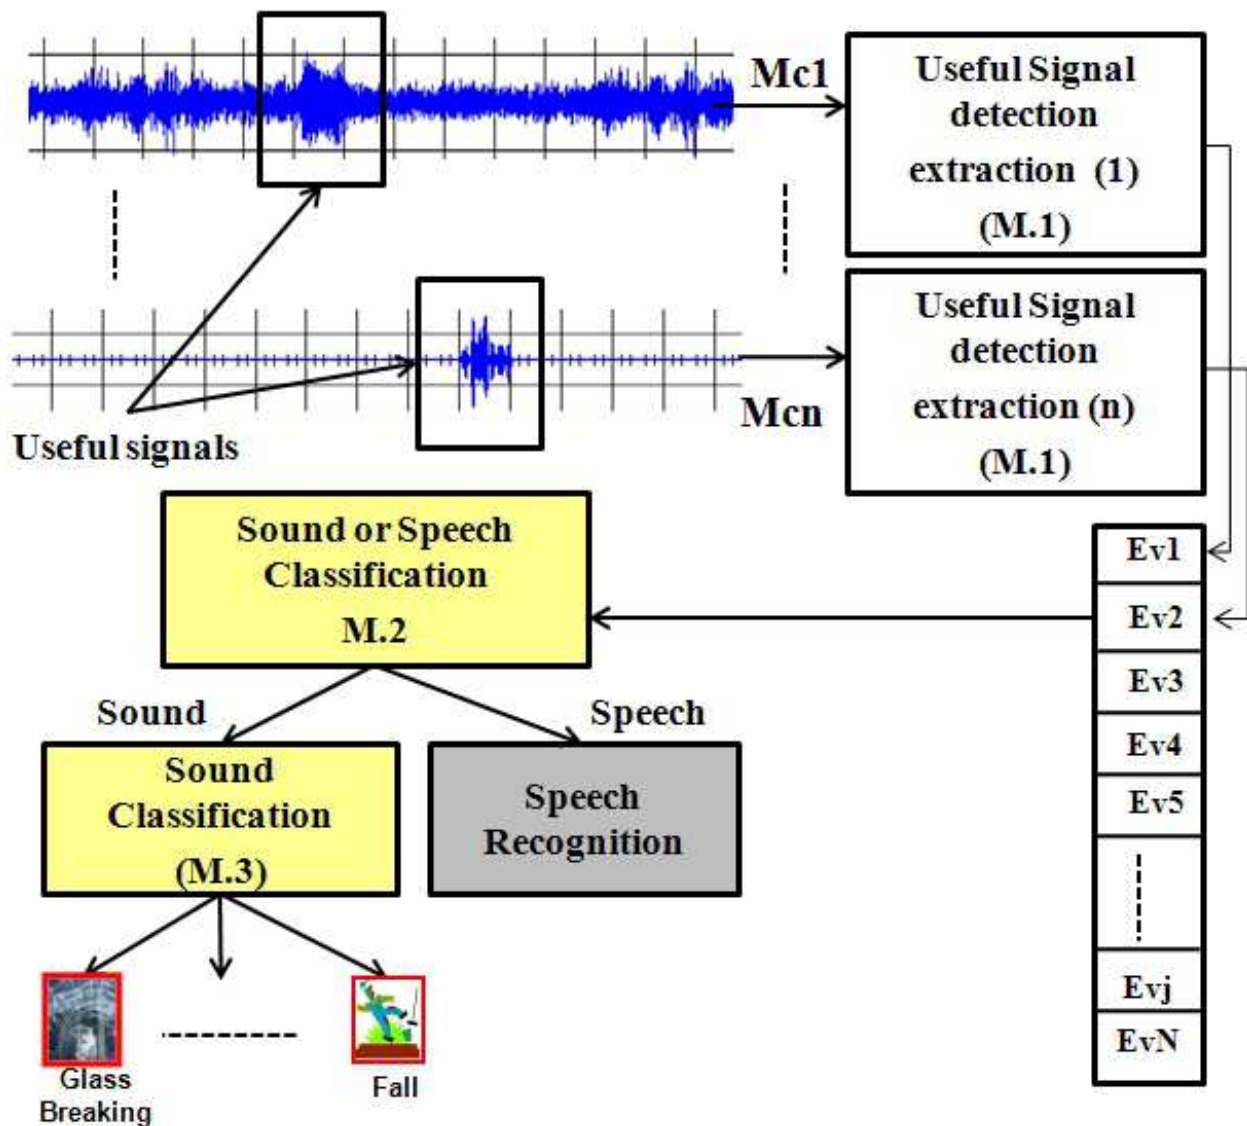 Mc1
Useful Signal
detection
extraction (1)
(M.1)
Useful Signal
detection
extraction (n)
(M.1)
Mcn
Useful signals
Sound or Speech
Classification
M.2
Ev1
Ev2
Ev3
Ev4
Ev5
Evj
EvN
Sound
Speech
Sound
Classification
(M.3)
Speech
Recognition
Glass
Breaking
Fall